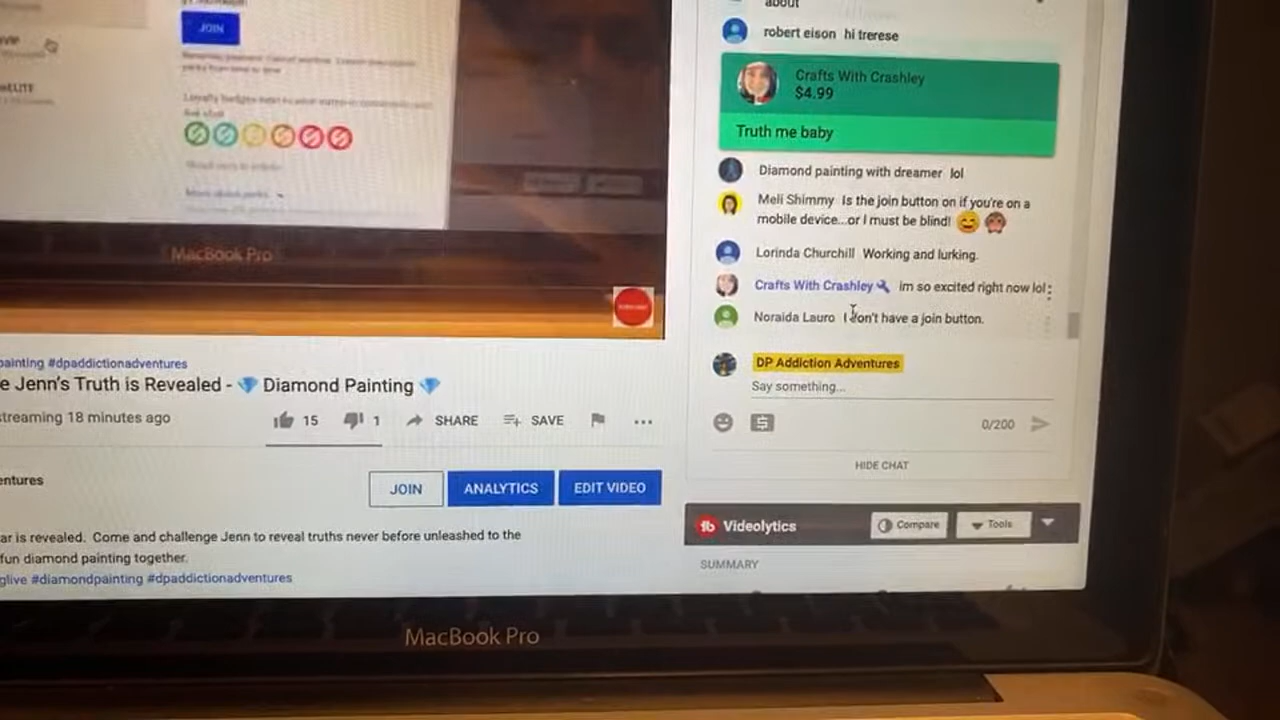 JOIN
MacBook Pro
painting #dpaddictionadventures
e Jenn's Truth is Revealed - 💎 Diamond Painting 💎
streaming 18 minutes ago
15
1
SHARE
SAVE
entures
JOIN
ANALYTICS
EDIT VIDEO
ar is revealed. Come and challenge Jenn to reveal truths never before unleashed to the
fun diamond painting together.
glive #diamondpainting #dpaddictionadventures
about
robert eison hi trerese
Crafts With Crashley
$4.99
Truth me baby
Diamond painting with dreamer lol
Meli Shimmy Is the join button on if you're on a
mobile device...or I must be blind! 😊 🙊
Lorinda Churchill Working and lurking.
Crafts With Crashley im so excited right now lol
Noraida Lauro I don't have a join button.
DP Addiction Adventures
Say something...
0/200
HIDE CHAT
tb Videolytics
Compare
Tools
SUMMARY
MacBook Pro